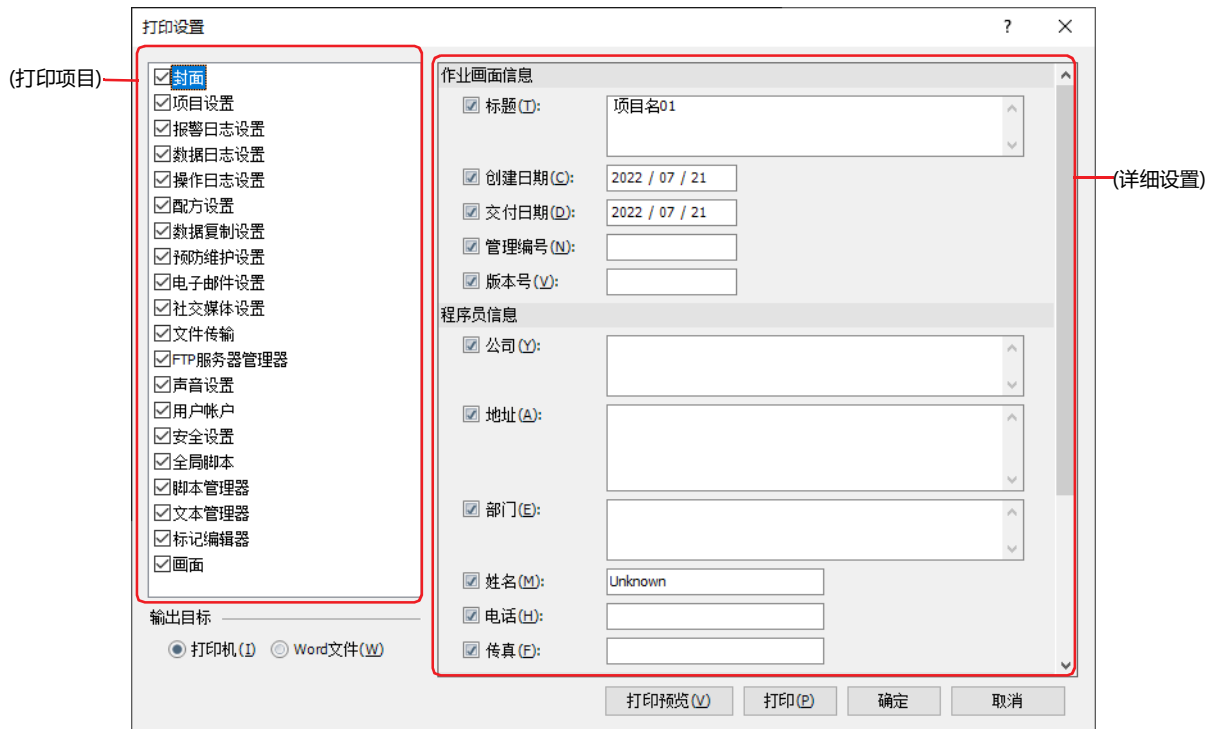 打印设置
?
(打印项目)
封面
项目设置
报警日志设置
数据日志设置
操作日志设置
配方设置
数据复制设置
预防维护设置
电子邮件设置
社交媒体设置
文件传输
FTP服务器管理器
声音设置
用户帐户
安全设置
全局脚本
脚本管理器
文本管理器
标记编辑器
画面
输出目标
打印机(I) Word文件(W)
作业画面信息
标题(T): 项目名01
创建日期(C): 2022 / 07 / 21
交付日期(D): 2022 / 07 / 21
管理编号(N):
版本号(V):
程序员信息
公司(Y):
地址(A):
部门(E):
姓名(M): Unknown
电话(H):
传真(F):
(详细设置)
打印预览(V) 打印(P) 确定 取消